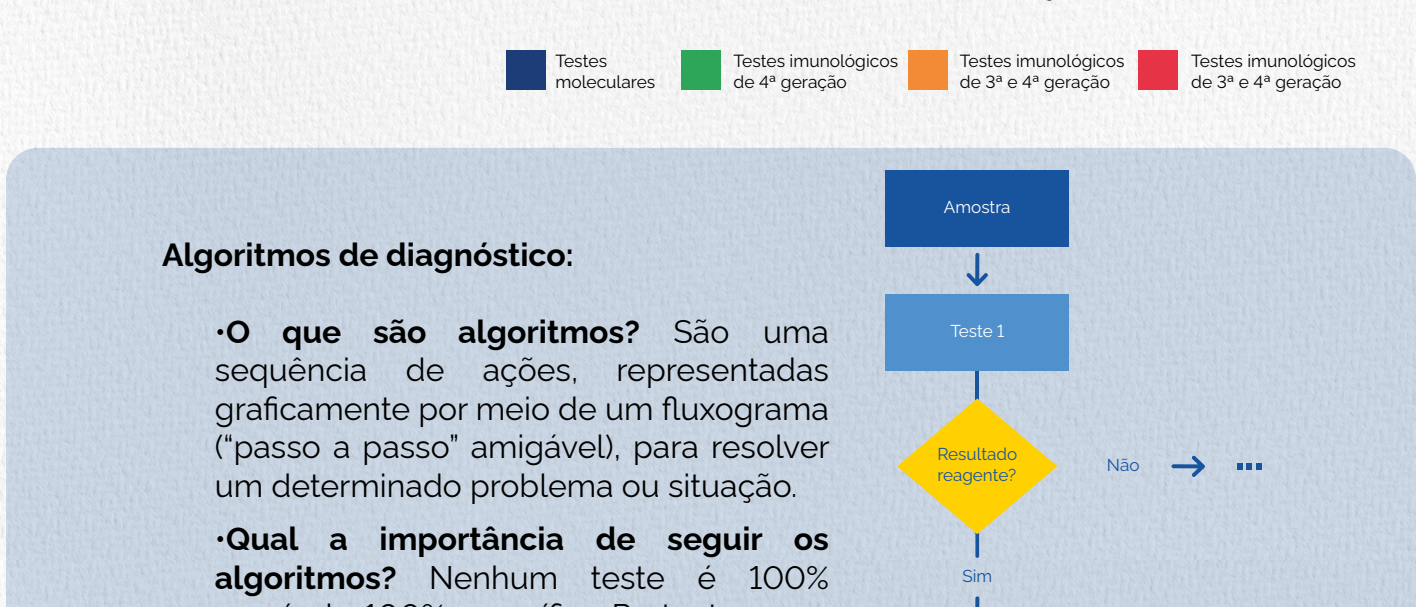 Testes
moleculares
Testes imunológicos
de 4ª geração
Testes imunológicos
de 3ª e 4ª geração
Testes imunológicos
de 3ª e 4ª geração
Algoritmos de diagnóstico:
•O que são algoritmos? São uma
sequência de ações, representadas
graficamente por meio de um fluxograma
(“passo a passo” amigável), para resolver
um determinado problema ou situação.
•Qual a importância de seguir os
algoritmos? Nenhum teste é 100%
100%
Amostra
Teste 1
Resultado
reagente?
Não
Sim